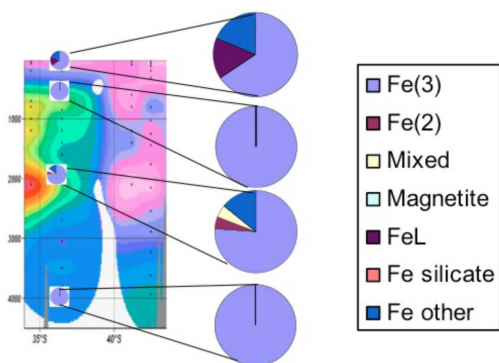 1000
2000
3000
4000
35°S
40°S
Fe(3)
Fe(2)
Mixed
Magnetite
FeL
Fe silicate
Fe other